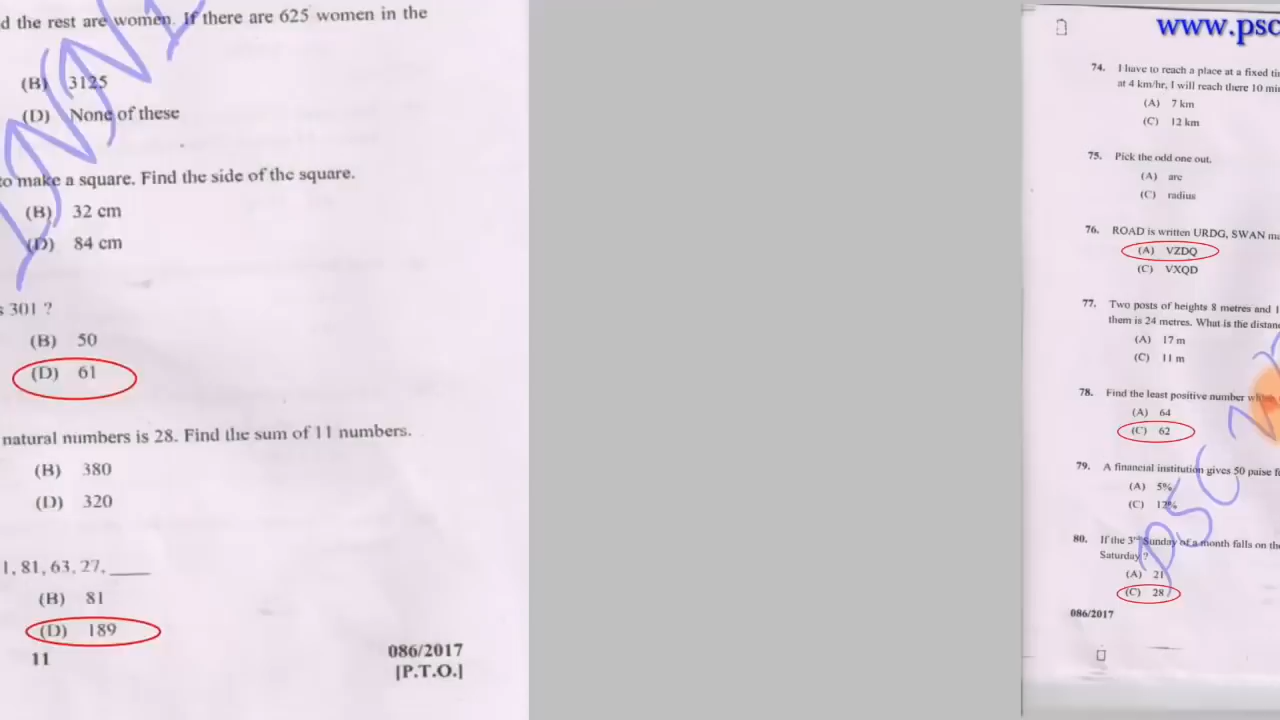 d the rest are women. If there are 625 women in the
(B) 3125
(D) None of these
to make a square. Find the side of the square.
(B) 32 cm
(D) 84 cm
s 301 ?
(B) 50
(D) 61
natural numbers is 28. Find the sum of 11 numbers.
(B) 380
(D) 320
1, 81, 63, 27, ____
(B) 81
(D) 189
11
086/2017
[P.T.O.]
www.psc
74. I have to reach a place at a fixed
at 4 km/hr, I will reach there 10
(A) 7 km
(C) 12 km
75. Pick the odd one out.
(A) arc
(C) radius
76. ROAD is written URDG, SWAN
(A) VZDQ
(C) VXQD
77. Two posts of heights 8 metres and 1
them is 24 metres. What is the
(A) 17 m
(C) 11 m
78. Find the least positive number
(A) 64
(C) 62
79. A financial institution gives 50 paise
(A) 5%
(C) 12%
80. If the 3rd Sunday of a month falls on the
Saturday ?
(A) 21
(C) 28
086/2017
PSC